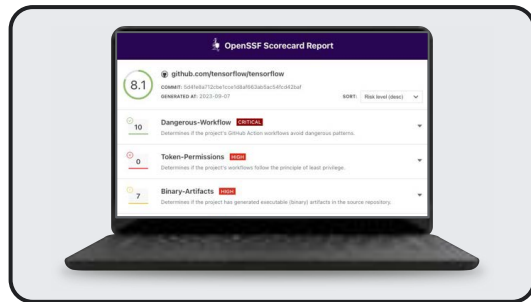 OpenSSF Scorecard Report
8.1
github.com/tensorflow/tensorflow
COMMIT: 5d4fe8a712cbe1cce1d8af663ab9ac54fcd42baf
GENERATED AT: 2023-09-07
SORT: Risk level (desc)
10
Dangerous-Workflow CRITICAL
Determines if the project's GitHub Action workflows avoid dangerous patterns.
0
Token-Permissions HIGH
Determines if the project's workflows follow the principle of least privilege.
7
Binary-Artifacts HIGH
Determines if the project has generated executable (binary) artifacts in the source repository.